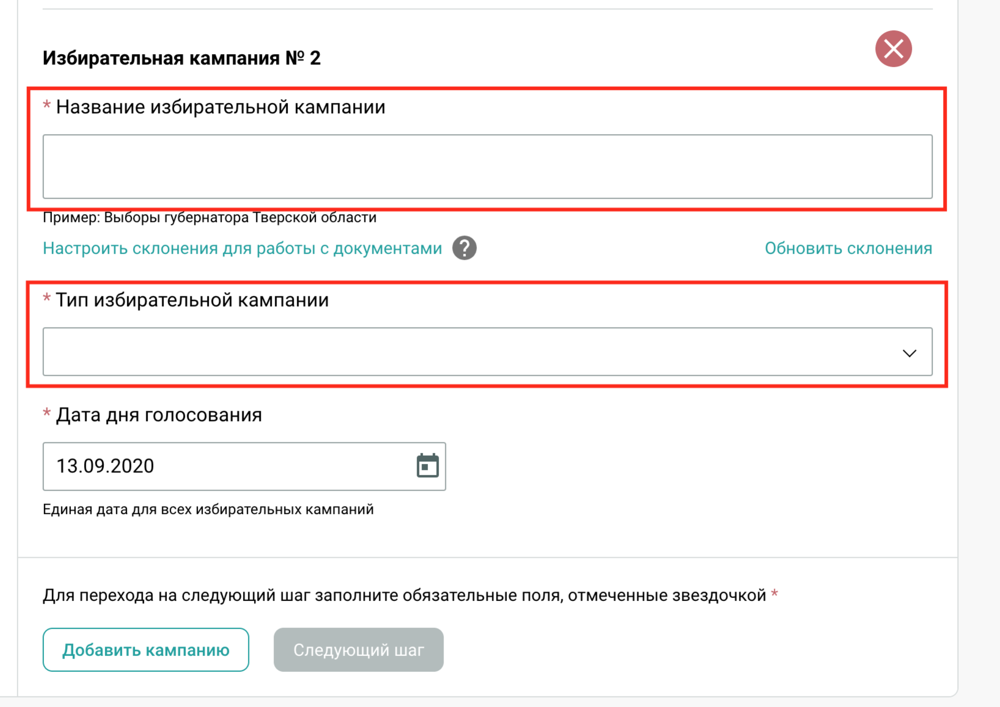 Избирательная кампания № 2
* Название избирательной кампании
Пример: Выборы губернатора Тверской области
Настроить склонения для работы с документами ? Обновить склонения
* Тип избирательной кампании
* Дата дня голосования
13.09.2020
Единая дата для всех избирательных кампаний
Для перехода на следующий шаг заполните обязательные поля, отмеченные звездочкой *
Добавить кампанию Следующий шаг